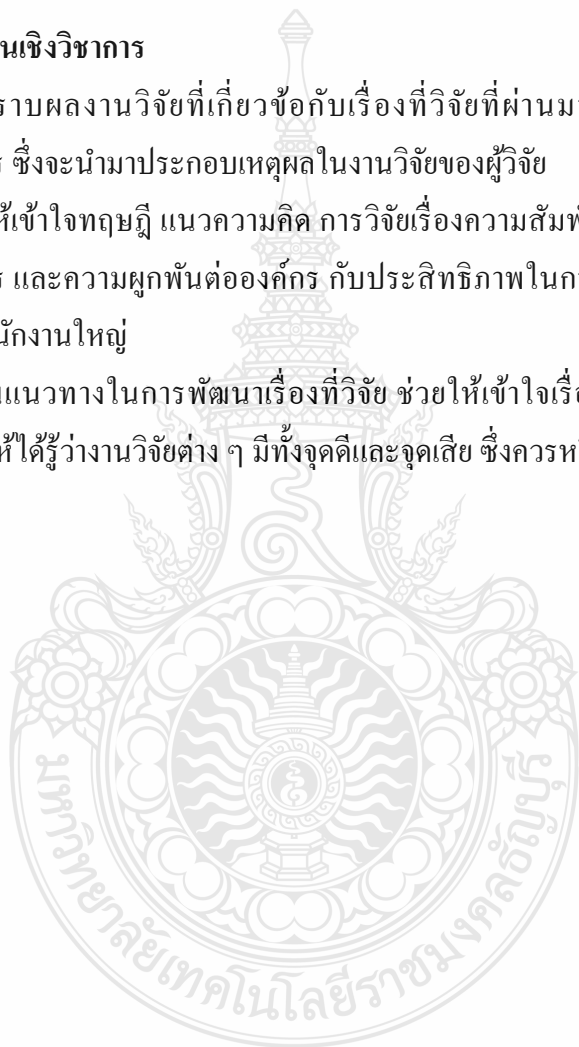 นเชิงวิชาการ
ราบผลงานวิจัยที่เกี่ยวข้อกับเรื่องที่วิจัยที่ผ่านม
ร ซึ่งจะนำมาประกอบเหตุผลในงานวิจัยของผู้วิจัย
ห้เข้าใจทฤษฎี แนวความคิด การวิจัยเรื่องความสัมพั
ร และความผูกพันต่อองค์กร กับประสิทธิภาพในก
นักงานใหญ่
นแนวทางในการพัฒนาเรื่องที่วิจัย ช่วยให้เข้าใจเรื่อ
ห้ได้รู้ว่างานวิจัยต่าง ๆ มีทั้งจุดดีและจุดเสีย ซึ่งควรห
มหาวิทยาลัยเทคโนโลยีราชมงคลธัญบุรี